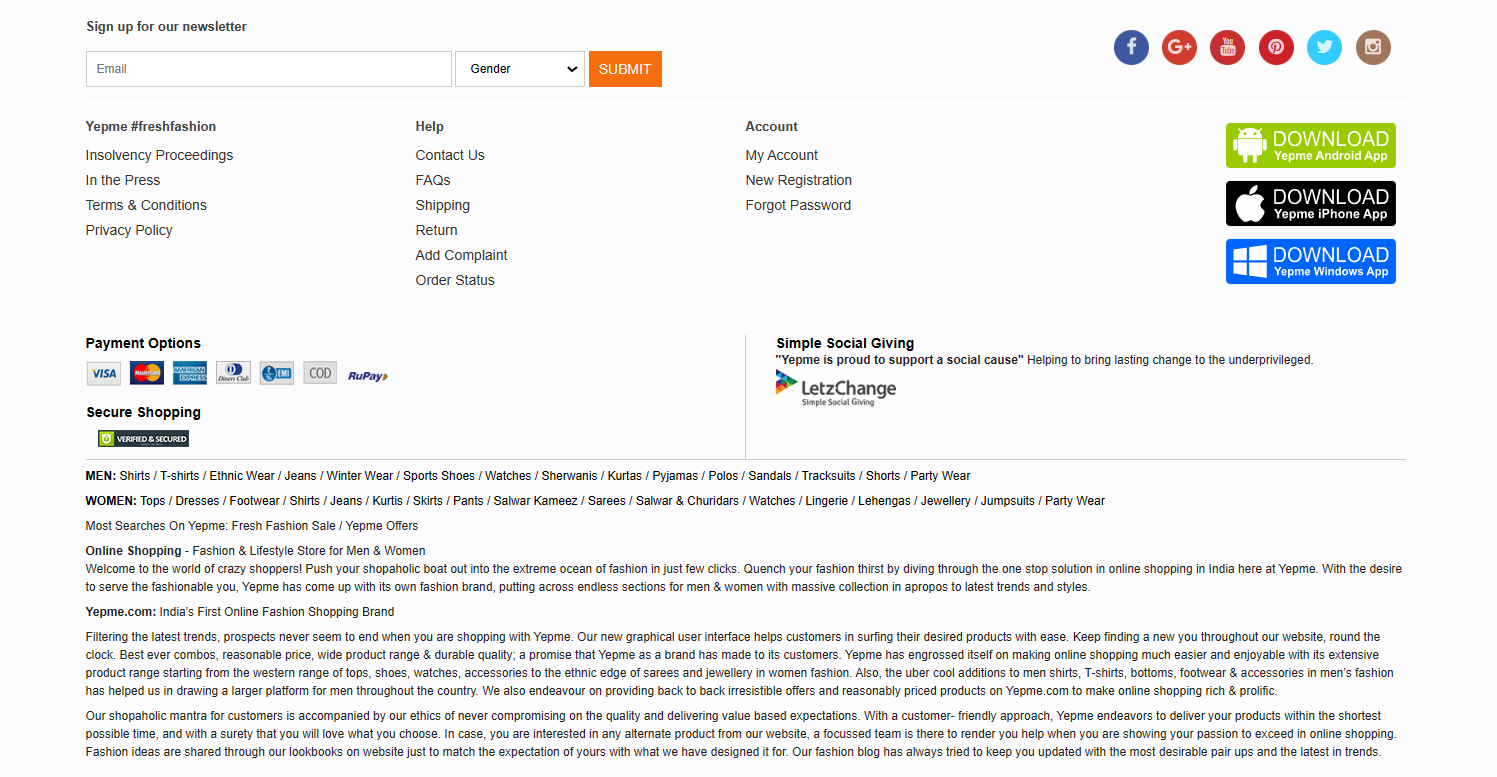 Sign up for our newsletter
Email
Gender
SUBMIT
G+
You Tube
Yepme #freshfashion
Insolvency Proceedings
In the Press
Terms & Conditions
Privacy Policy
Help
Contact Us
FAQs
Shipping
Return
Add Complaint
Order Status
Account
My Account
New Registration
Forgot Password
DOWNLOAD
Yepme Android App
DOWNLOAD
Yepme iPhone App
DOWNLOAD
Yepme Windows App
Payment Options
VISA MasterCard AMERICAN EXPRESS Diners Club EMI COD RuPay
Secure Shopping
VERIFIED & SECURED
Simple Social Giving
"Yepme is proud to support a social cause" Helping to bring lasting change to the underprivileged.
LetzChange
Simple Social Giving
MEN: Shirts / T-shirts / Ethnic Wear / Jeans / Winter Wear / Sports Shoes / Watches / Sherwanis / Kurtas / Pyjamas / Polos / Sandals / Tracksuits / Shorts / Party Wear
WOMEN: Tops / Dresses / Footwear / Shirts / Jeans / Kurtis / Skirts / Pants / Salwar Kameez / Sarees / Salwar & Churidars / Watches / Lingerie / Lehengas / Jewellery / Jumpsuits / Party Wear
Most Searches On Yepme: Fresh Fashion Sale / Yepme Offers
Online Shopping - Fashion & Lifestyle Store for Men & Women
Welcome to the world of crazy shoppers! Push your shopaholic boat out into the extreme ocean of fashion in just few clicks. Quench your fashion thirst by diving through the one stop solution in online shopping in India here at Yepme. With the desire
to serve the fashionable you, Yepme has come up with its own fashion brand, putting across endless sections for men & women with massive collection in apropos to latest trends and styles.
Yepme.com: India's First Online Fashion Shopping Brand
Filtering the latest trends, prospects never seem to end when you are shopping with Yepme. Our new graphical user interface helps customers in surfing their desired products with ease. Keep finding a new you throughout our website, round the
clock. Best ever combos, reasonable price, wide product range & durable quality; a promise that Yepme as a brand has made to its customers. Yepme has engrossed itself on making online shopping much easier and enjoyable with its extensive
product range starting from the western range of tops, shoes, watches, accessories to the ethnic edge of sarees and jewellery in women fashion. Also, the uber cool additions to men shirts, T-shirts, bottoms, footwear & accessories in men's fashion
has helped us in drawing a larger platform for men throughout the country. We also endeavour on providing back to back irresistible offers and reasonably priced products on Yepme.com to make online shopping rich & prolific.
Our shopaholic mantra for customers is accompanied by our ethics of never compromising on the quality and delivering value based expectations. With a customer- friendly approach, Yepme endeavors to deliver your products within the shortest
possible time, and with a surety that you will love what you choose. In case, you are interested in any alternate product from our website, a focussed team is there to render you help when you are showing your passion to exceed in online shopping.
Fashion ideas are shared through our lookbooks on website just to match the expectation of yours with what we have designed it for. Our fashion blog has always tried to keep you updated with the most desirable pair ups and the latest in trends.